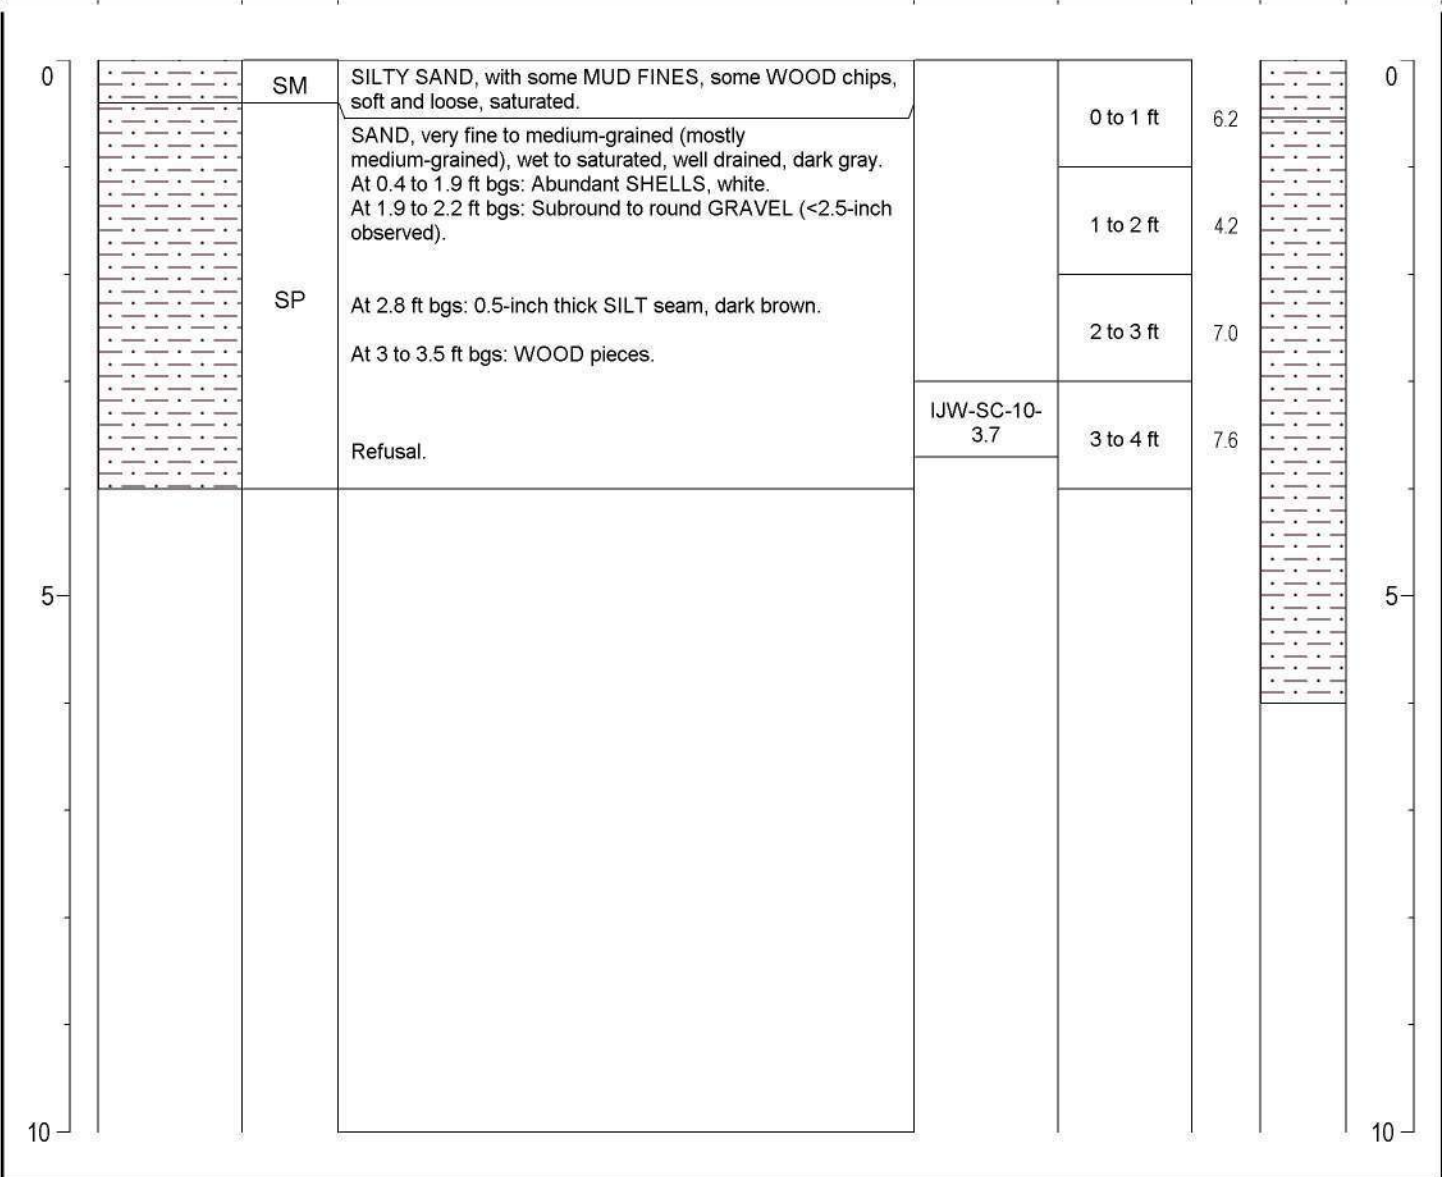 0
SM
SILTY SAND, with some MUD FINES, some WOOD chips,
soft and loose, saturated.
SAND, very fine to medium-grained (mostly
medium-grained), wet to saturated, well drained, dark gray.
At 0.4 to 1.9 ft bgs: Abundant SHELLS, white.
At 1.9 to 2.2 ft bgs: Subround to round GRAVEL (<2.5-inch
observed).
SP
At 2.8 ft bgs: 0.5-inch thick SILT seam, dark brown.
At 3 to 3.5 ft bgs: WOOD pieces.
Refusal.
IJW-SC-10-
3.7
0 to 1 ft
6.2
1 to 2 ft
4.2
2 to 3 ft
7.0
3 to 4 ft
7.6
0
5
5
10
10